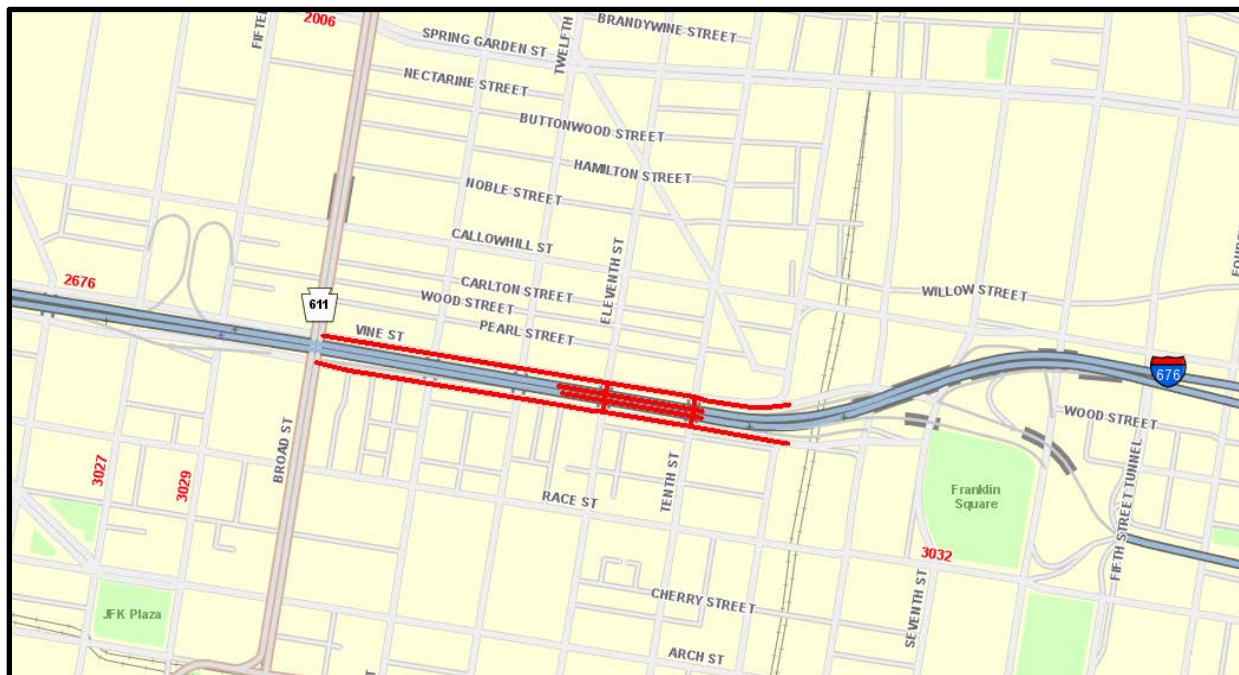 2006
BRANDYWINE STREET
SPRING GARDEN ST
TWELFTH
NECTARINE STREET
BUTTONWOOD STREET
HAMILTON STREET
NOBLE STREET
CALLOWHILL ST
ELEVENTH ST
2676
CARLTON STREET
WILLOW STREET
611
WOOD STREET
VINE ST
PEARL STREET
676
WOOD STREET
BROAD ST
3027
3029
TENTH ST
RACE ST
Franklin
Square
FIFTH STREET TUNNEL
3032
JFK Plaza
CHERRY STREET
SEVENTH ST
ARCH ST